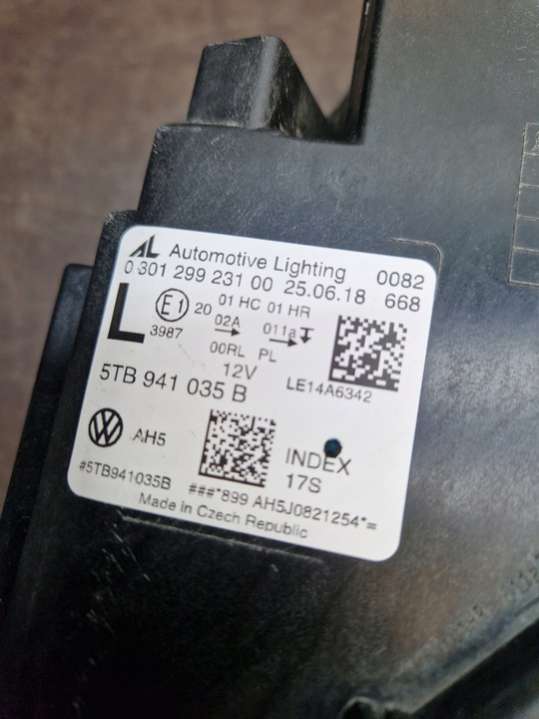 AL Automotive Lighting 0082
0 301 299 231 00 25.06.18 668
L E1 20 01 HC 01 HR
3987 02A 011a
00RL PL
12V
LE14A6342
5TB 941 035 B
VW AH5
INDEX
17S
#5TB941035B ###*899 AH5J0821254*=
Made in Czech Republic